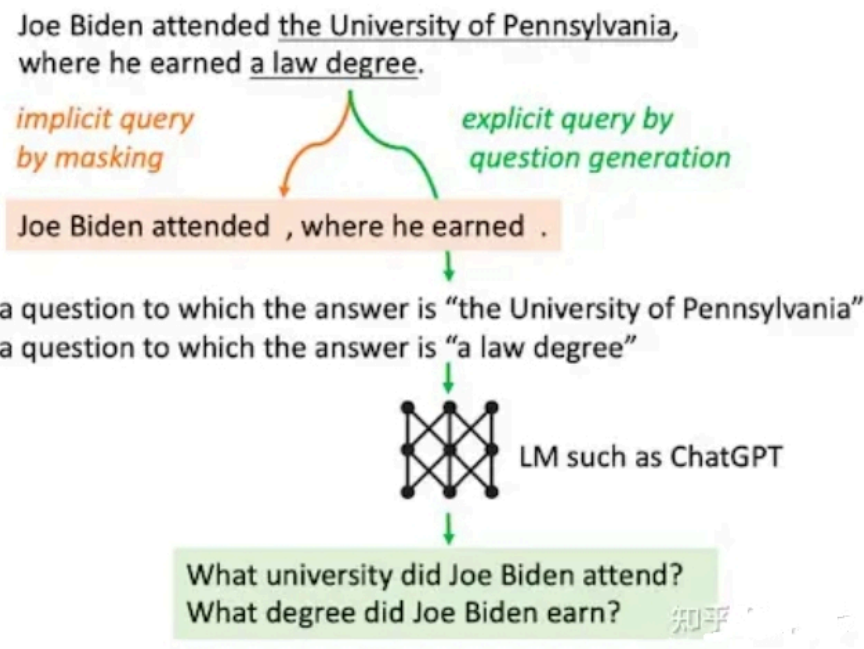 Joe Biden attended the University of Pennsylvania,
where he earned a law degree.
implicit query
by masking
explicit query by
question generation
Joe Biden attended , where he earned .
a question to which the answer is “the University of Pennsylvania”
a question to which the answer is “a law degree”
LM such as ChatGPT
What university did Joe Biden attend?
What degree did Joe Biden earn?
知乎